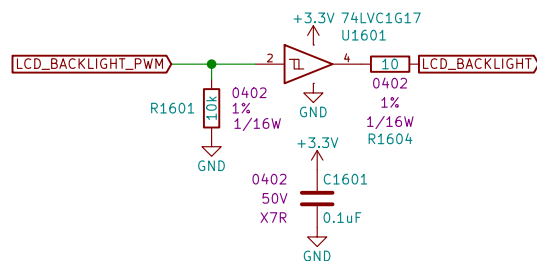 +3.3V 74LVC1G17
U1601
LCD_BACKLIGHT_PWM
2
4
10
LCD_BACKLIGHT
R1601
10k
0402
1%
1/16W
GND
GND
0402
1%
1/16W
R1604
+3.3V
0402
50V
X7R
C1601
0.1uF
GND